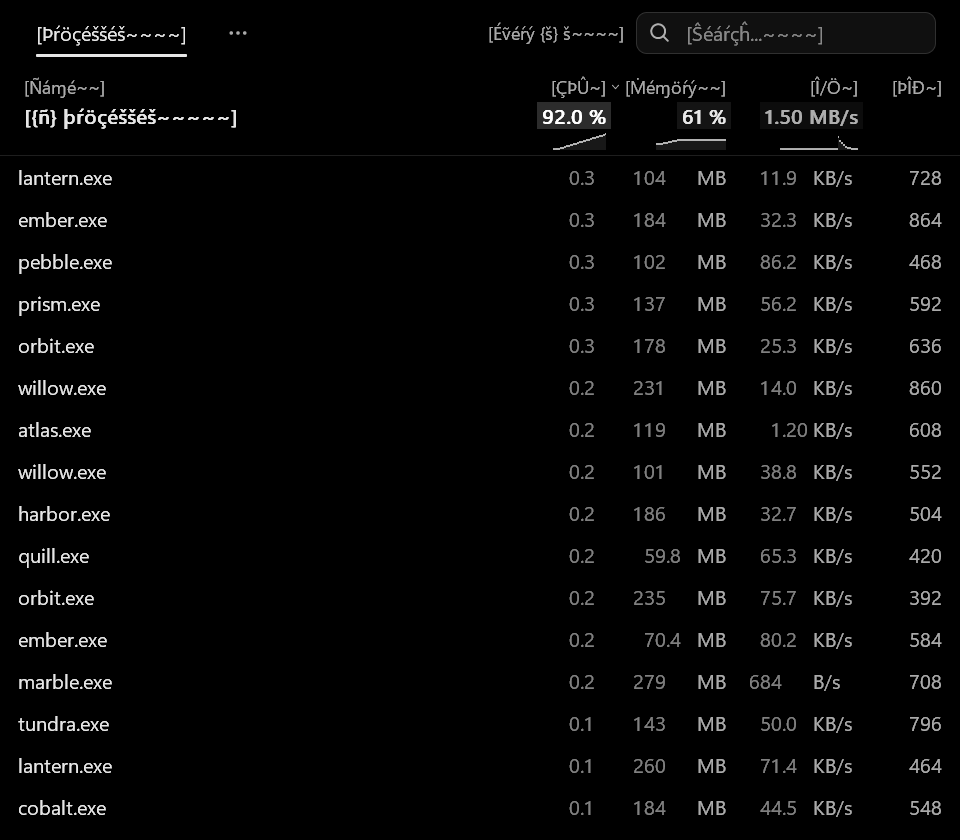 [Þŕöçéššéš~~~~] ··· [Éṽéŕý {š} š~~~~] [Ŝéáŕçĥ...~~~~]
[Ñáɱé~~] [ÇÞÛ~] [Ṁéɱöŕý~~] [Î/Ö~] [ÞÎÐ~]
[{ñ} þŕöçéššéš~~~~~] 92.0 % 61 % 1.50 MB/s
lantern.exe 0.3 104 MB 11.9 KB/s 728
ember.exe 0.3 184 MB 32.3 KB/s 864
pebble.exe 0.3 102 MB 86.2 KB/s 468
prism.exe 0.3 137 MB 56.2 KB/s 592
orbit.exe 0.3 178 MB 25.3 KB/s 636
willow.exe 0.2 231 MB 14.0 KB/s 860
atlas.exe 0.2 119 MB 1.20 KB/s 608
willow.exe 0.2 101 MB 38.8 KB/s 552
harbor.exe 0.2 186 MB 32.7 KB/s 504
quill.exe 0.2 59.8 MB 65.3 KB/s 420
orbit.exe 0.2 235 MB 75.7 KB/s 392
ember.exe 0.2 70.4 MB 80.2 KB/s 584
marble.exe 0.2 279 MB 684 B/s 708
tundra.exe 0.1 143 MB 50.0 KB/s 796
lantern.exe 0.1 260 MB 71.4 KB/s 464
cobalt.exe 0.1 184 MB 44.5 KB/s 548